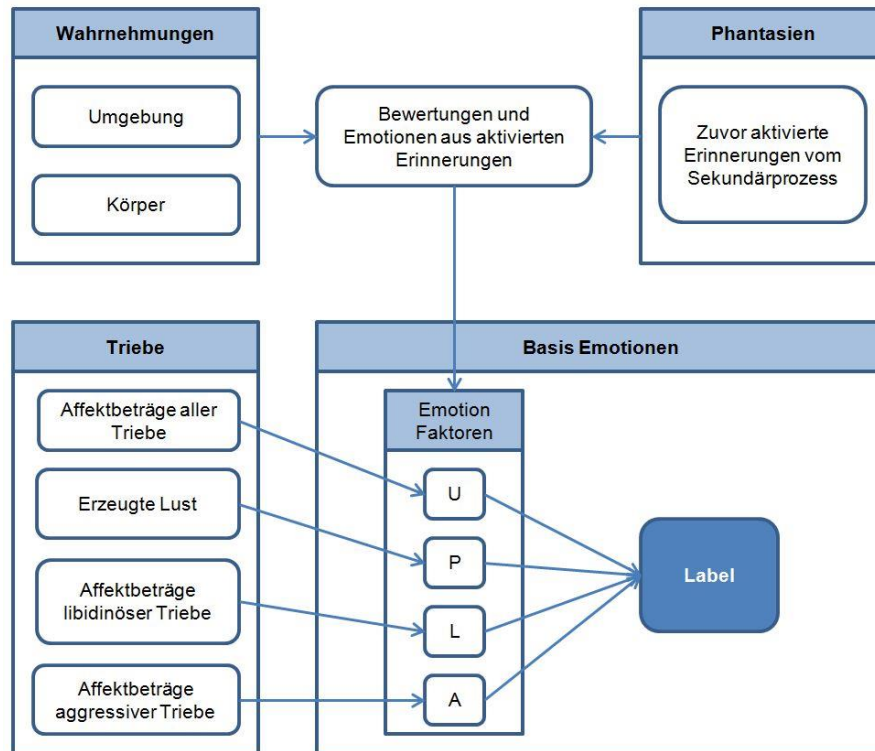 Wahrnehmungen
Umgebung
Körper
Bewertungen und
Emotionen aus aktivierten
Erinnerungen
Phantasien
Zuvor aktivierte
Erinnerungen vom
Sekundärprozess
Triebe
Affektbeträge aller
Triebe
Erzeugte Lust
Affektbeträge
libidinöser Triebe
Affektbeträge
aggressiver Triebe
Basis Emotionen
Emotion
Faktoren
U
P
L
A
Label